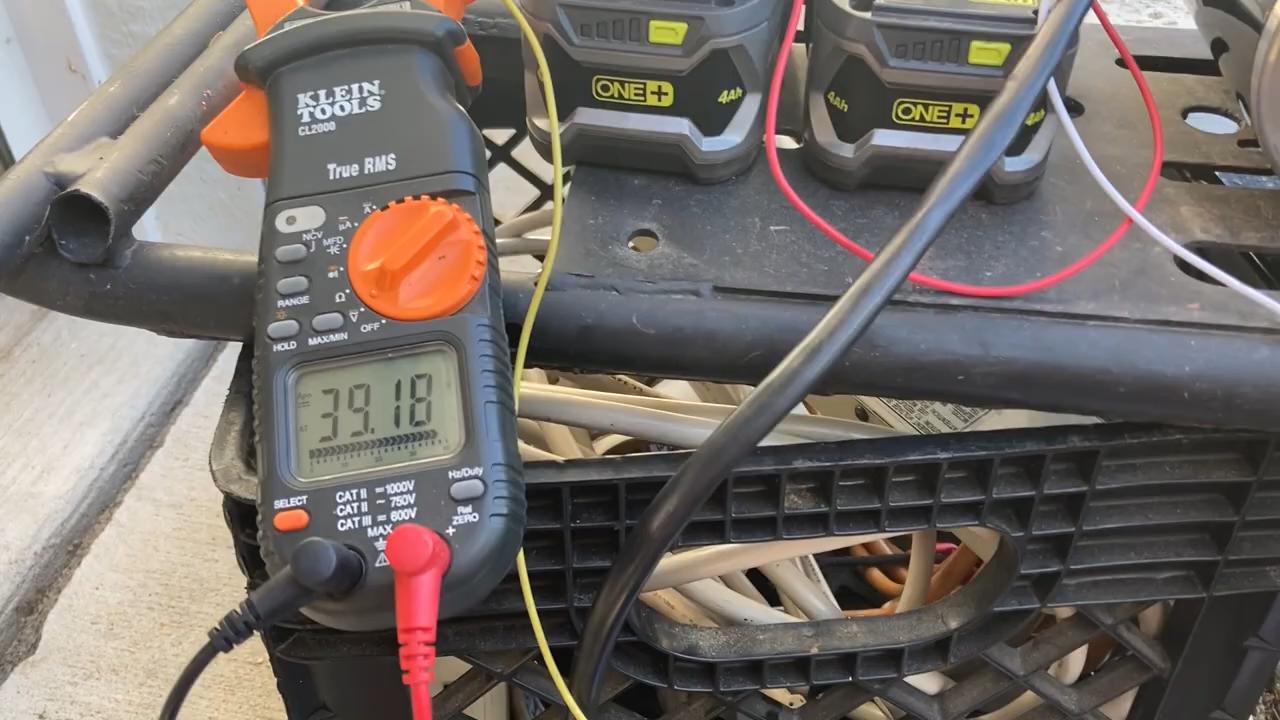 KLEIN
TOOLS
CL2000
True RMS
NCV
MFD
µA
A
RANGE
Ω
V
OFF
HOLD
MAX/MIN
39.18
SELECT
Hz/Duty
CAT II ⎓1000V
CAT II ~ 750V
CAT III ≂ 600V
MAX
Rel
ZERO
+
ONE+
4Ah
4Ah
ONE+
4Ah